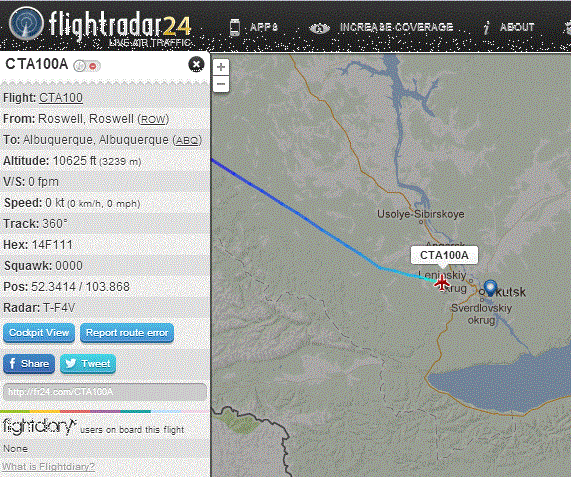 flightradar24
LIVE AIR TRAFFIC
APPS
INCREASE COVERAGE
ABOUT
CTA100A
Flight: CTA100
From: Roswell, Roswell (ROW)
To: Albuquerque, Albuquerque (ABQ)
Altitude: 10625 ft (3239 m)
V/S: 0 fpm
Speed: 0 kt (0 km/h, 0 mph)
Track: 360°
Hex: 14F111
Squawk: 0000
Pos: 52.3414 / 103.868
Radar: T-F4V
Cockpit View
Report route error
Share
Tweet
http://fr24.com/CTA100A
flightdiary users on board this flight
None
What is Flightdiary?
+
−
Usolye-Sibirskoye
CTA100A
Leninskiy
okrug
Sverdlovskiy
okrug